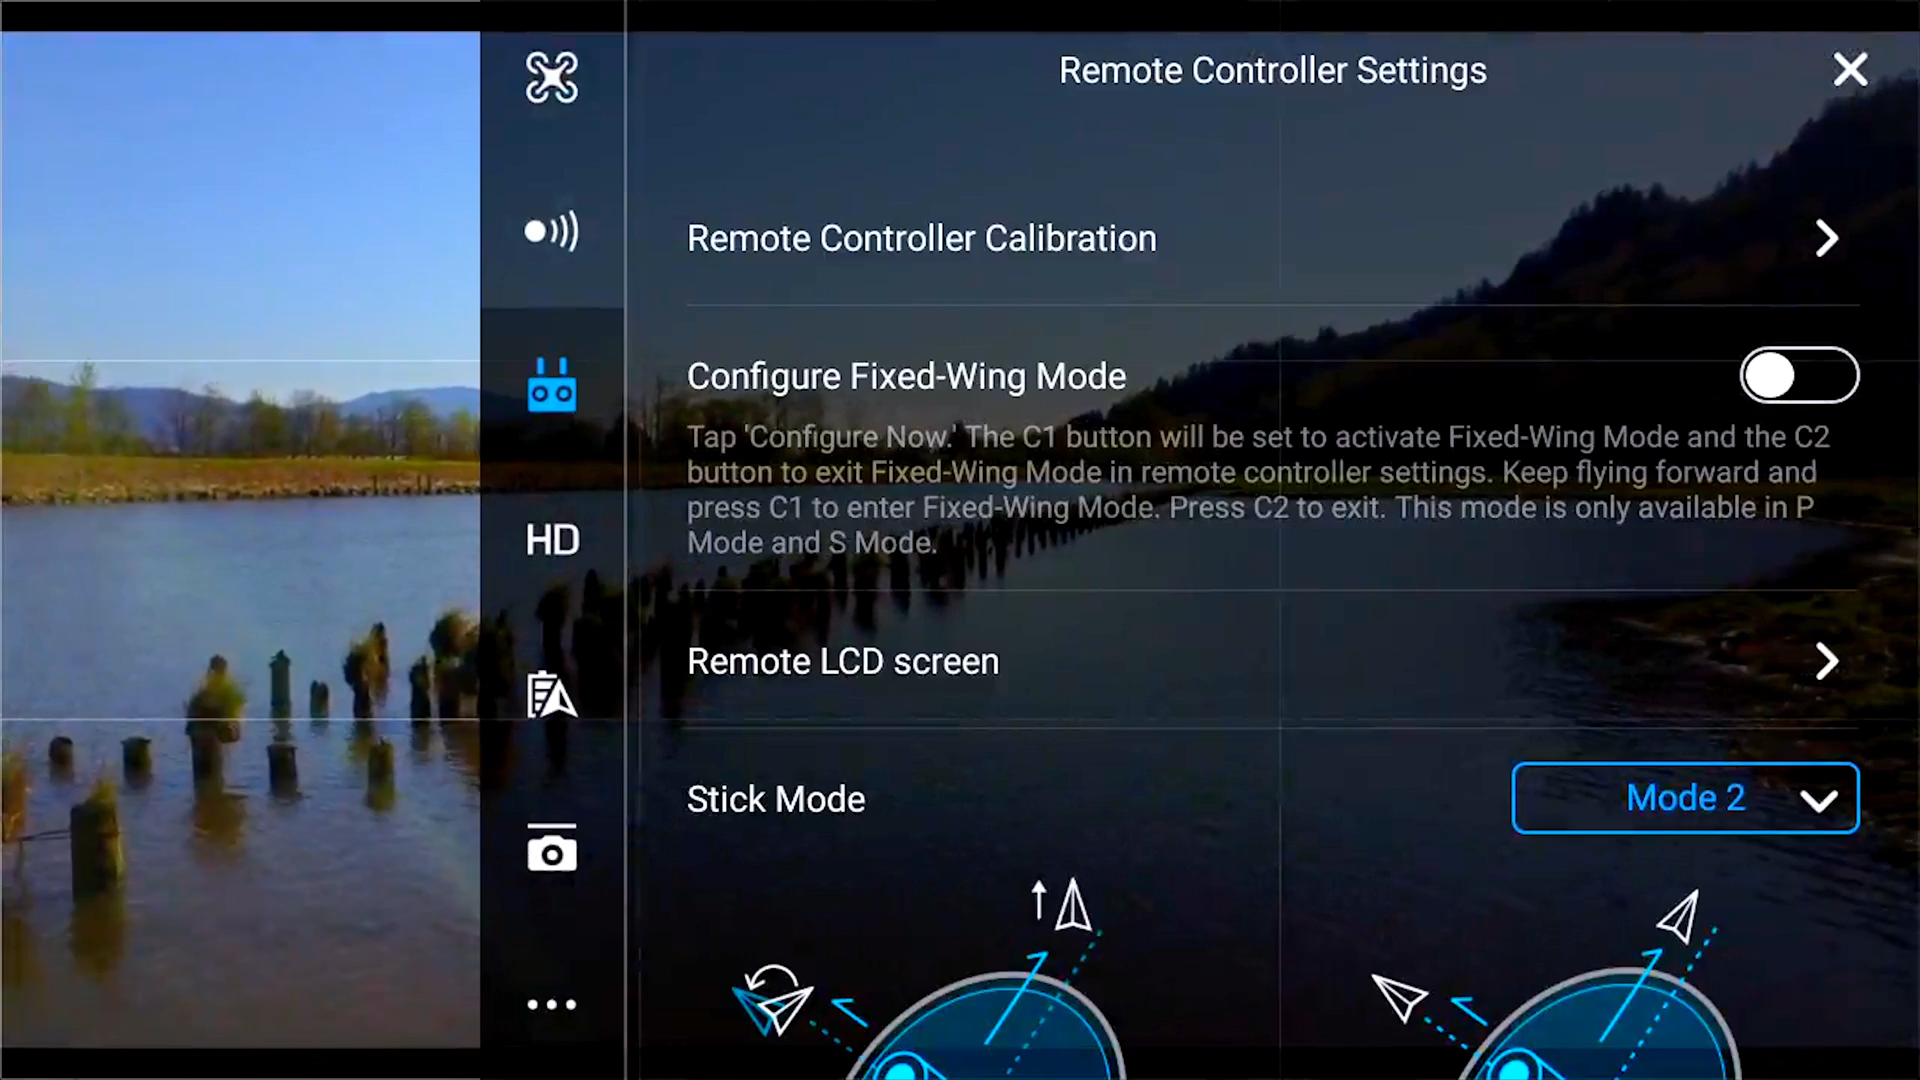 Remote Controller Settings
Remote Controller Calibration
Configure Fixed-Wing Mode
Tap 'Configure Now.' The C1 button will be set to activate Fixed-Wing Mode and the C2
button to exit Fixed-Wing Mode in remote controller settings. Keep flying forward and
press C1 to enter Fixed-Wing Mode. Press C2 to exit. This mode is only available in P
Mode and S Mode.
HD
Remote LCD screen
Stick Mode
Mode 2